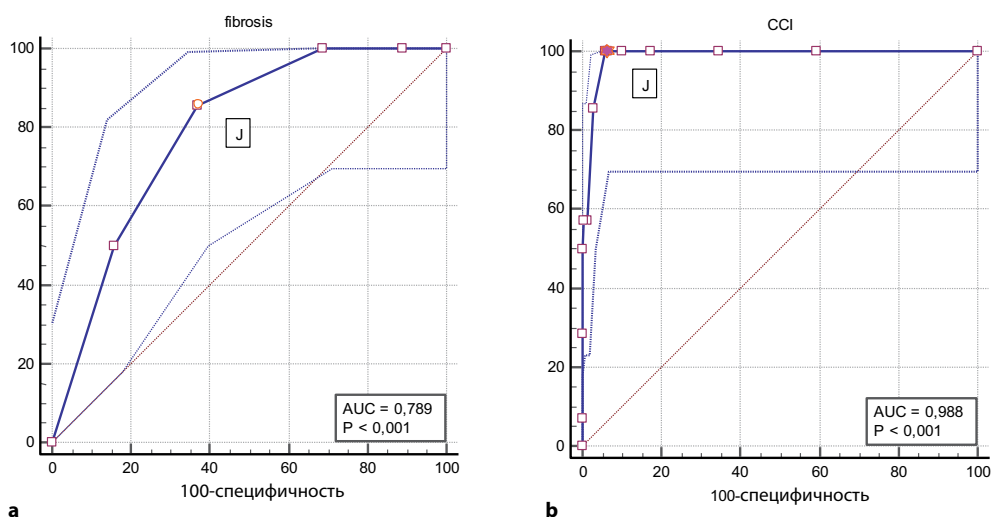 fibrosis
100
80
60
40
20
0
J
AUC = 0,789
P < 0,001
0 20 40 60 80 100
100-специфичность
a
CCI
100
80
60
40
20
0
J
AUC = 0,988
P < 0,001
0 20 40 60 80 100
100-специфичность
b